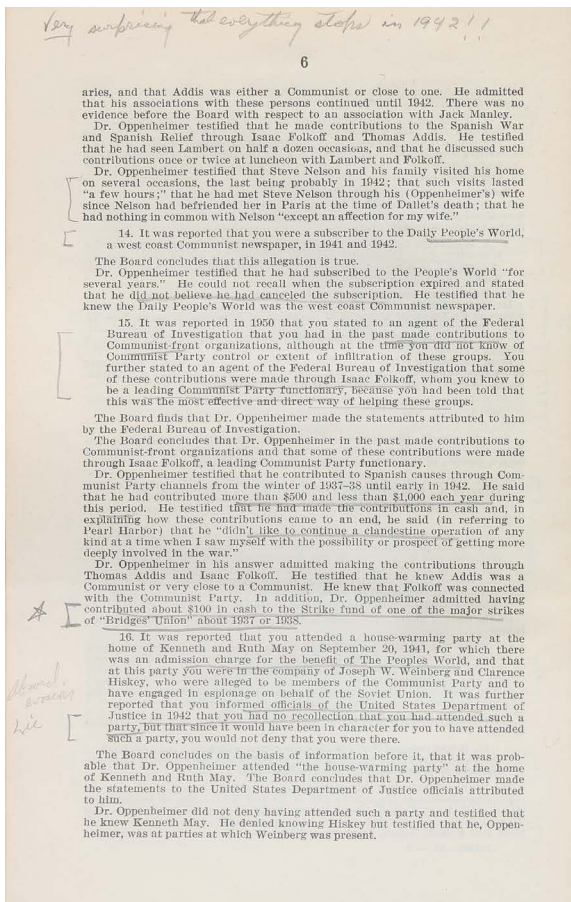 Very surprising that everything stops in 1942!!
6
aries, and that Addis was either a Communist or close to one. He admitted
that his associations with these persons continued until 1942. There was no
evidence before the Board with respect to an association with Jack Manley.
Dr. Oppenheimer testified that he made contributions to the Spanish War
and Spanish Relief through Isaac Folkoff and Thomas Addis. He testified
that he had seen Lambert on half a dozen occasions, and that he discussed such
contributions once or twice at luncheon with Lambert and Folkoff.
Dr. Oppenheimer testified that Steve Nelson and his family visited his home
on several occasions, the last being probably in 1942; that such visits lasted
"a few hours;" that he had met Steve Nelson through his (Oppenheimer's) wife
since Nelson had befriended her in Paris at the time of Dallet's death; that he
had nothing in common with Nelson "except an affection for my wife."
14. It was reported that you were a subscriber to the Daily People's World,
a west coast Communist newspaper, in 1941 and 1942.
The Board concludes that this allegation is true.
Dr. Oppenheimer testified that he had subscribed to the People's World "for
several years." He could not recall when the subscription expired and stated
that he did not believe he had canceled the subscription. He testified that he
knew the Daily People's World was the west coast Communist newspaper.
15. It was reported in 1950 that you stated to an agent of the Federal
Bureau of Investigation that you had in the past made contributions to
Communist-front organizations, although at the time you did not know of
Communist Party control or extent of infiltration of these groups. You
further stated to an agent of the Federal Bureau of Investigation that some
of these contributions were made through Isaac Folkoff, whom you knew to
be a leading Communist Party functionary, because you had been told that
this was the most effective and direct way of helping these groups.
The Board finds that Dr. Oppenheimer made the statements attributed to him
by the Federal Bureau of Investigation.
The Board concludes that Dr. Oppenheimer in the past made contributions to
Communist-front organizations and that some of these contributions were made
through Isaac Folkoff, a leading Communist Party functionary.
Dr. Oppenheimer testified that he contributed to Spanish causes through Com-
munist Party channels from the winter of 1937-38 until early in 1942. He said
that he had contributed more than $500 and less than $1,000 each year during
this period. He testified that he had made the contributions in cash and, in
explaining how these contributions came to an end, he said (in referring to
Pearl Harbor) that he "didn't like to continue a clandestine operation of any
kind at a time when I saw myself with the possibility or prospect of getting more
deeply involved in the war."
Dr. Oppenheimer in his answer admitted making the contributions through
Thomas Addis and Isaac Folkoff. He testified that he knew Addis was a
Communist or very close to a Communist. He knew that Folkoff was connected
with the Communist Party. In addition, Dr. Oppenheimer admitted having
contributed about $100 in cash to the Strike fund of one of the major strikes
of "Bridges' Union" about 1937 or 1938.
16. It was reported that you attended a house-warming party at the
home of Kenneth and Ruth May on September 20, 1941, for which there
was an admission charge for the benefit of The Peoples World, and that
at this party you were in the company of Joseph W. Weinberg and Clarence
Hiskey, who were alleged to be members of the Communist Party and to
have engaged in espionage on behalf of the Soviet Union. It was further
reported that you informed officials of the United States Department of
Justice in 1942 that you had no recollection that you had attended such a
party, but that since it would have been in character for you to have attended
such a party, you would not deny that you were there.
The Board concludes on the basis of information before it, that it was prob-
able that Dr. Oppenheimer attended "the house-warming party" at the home
of Kenneth and Ruth May. The Board concludes that Dr. Oppenheimer made
the statements to the United States Department of Justice officials attributed
to him.
Dr. Oppenheimer did not deny having attended such a party and testified that
he knew Kenneth May. He denied knowing Hiskey but testified that he, Oppen-
heimer, was at parties at which Weinberg was present.